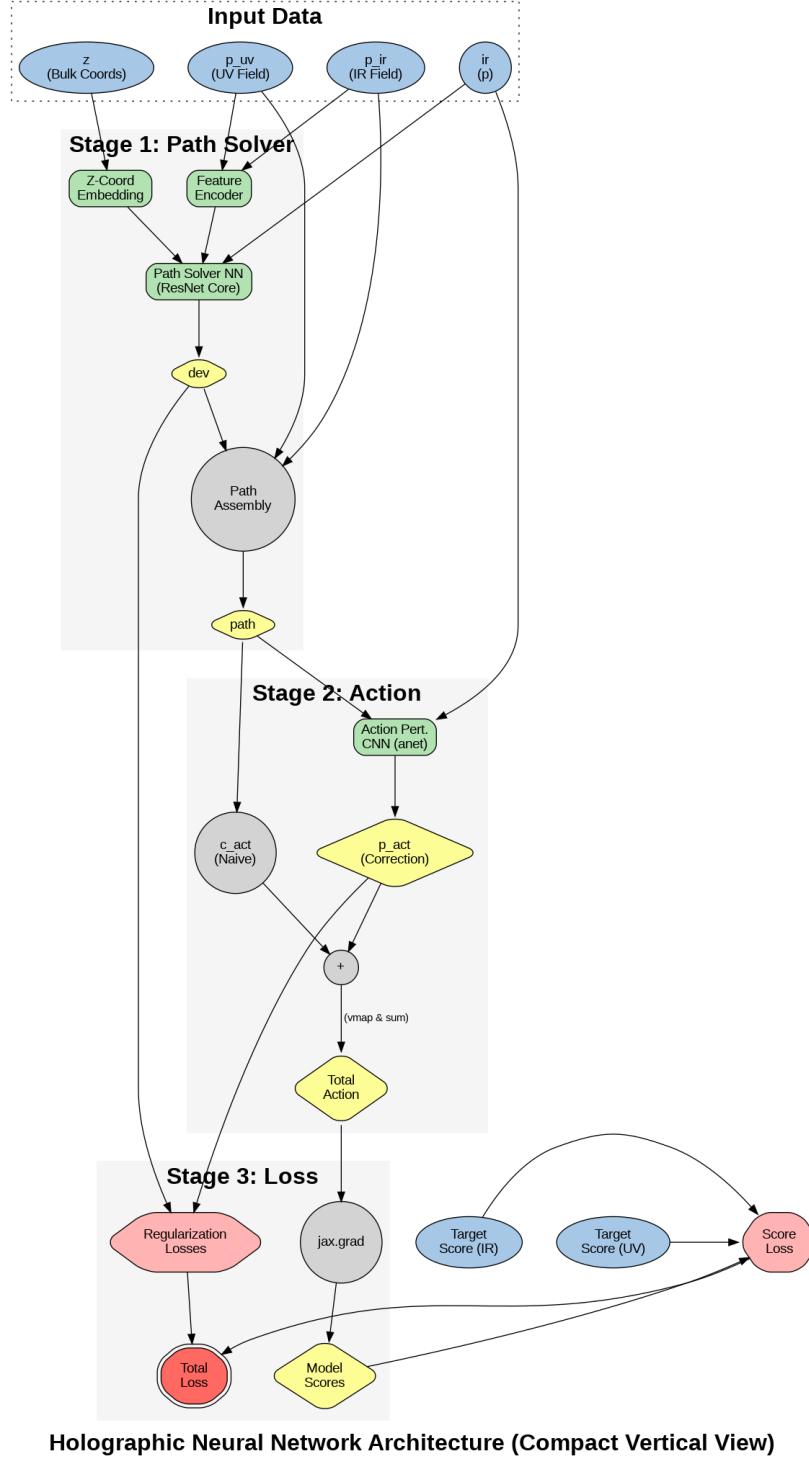 Input Data
z
(Bulk Coords)
p_uv
(UV Field)
p_ir
(IR Field)
ir
(p)
Stage 1: Path Solver
Z-Coord
Embedding
Feature
Encoder
Path Solver NN
(ResNet Core)
dev
Path
Assembly
path
Stage 2: Action
Action Pert.
CNN (anet)
c_act
(Naive)
p_act
(Correction)
+
(vmap & sum)
Total
Action
Stage 3: Loss
Regularization
Losses
jax.grad
Target
Score (IR)
Target
Score (UV)
Score
Loss
Total
Loss
Model
Scores
Holographic Neural Network Architecture (Compact Vertical View)